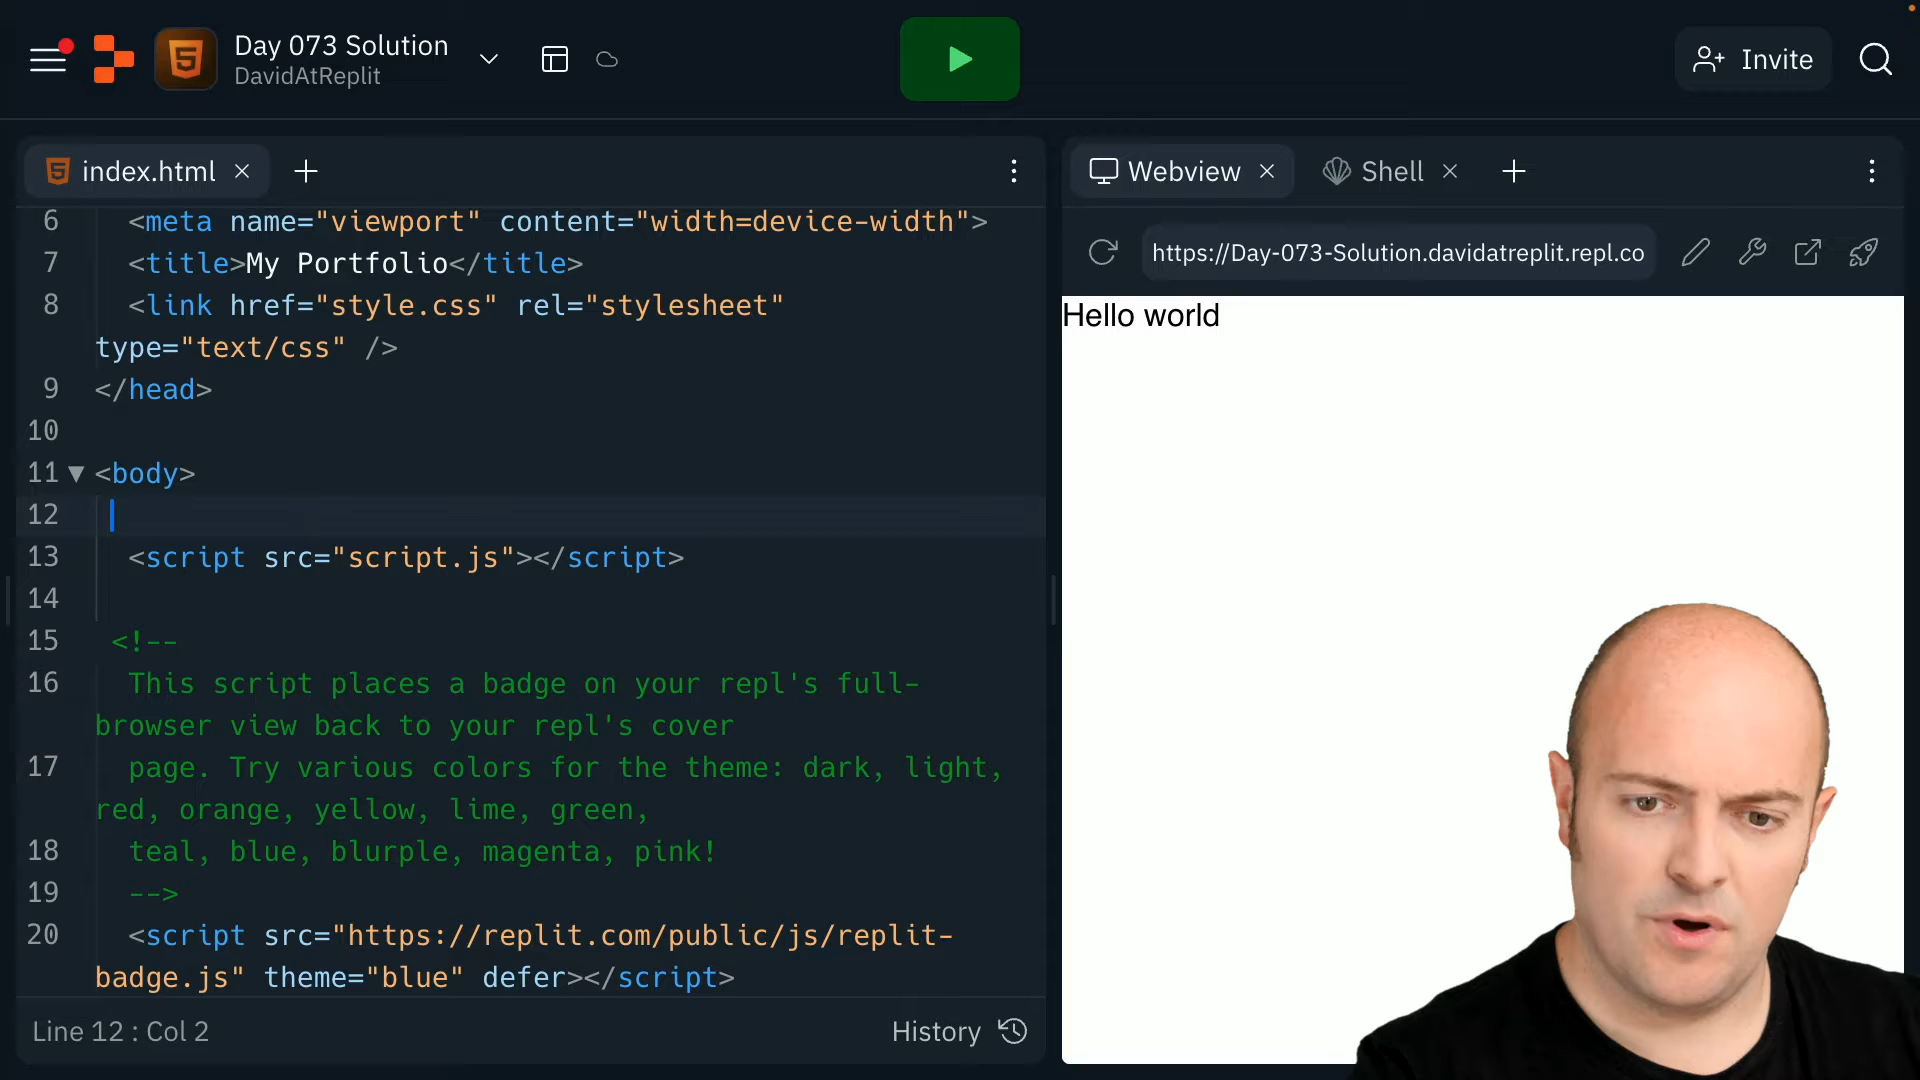 Day 073 Solution
DavidAtReplit
Invite
index.html
6 <meta name="viewport" content="width=device-width">
7 <title>My Portfolio</title>
8 <link href="style.css" rel="stylesheet"
type="text/css" />
9 </head>
10
11 <body>
12
13 <script src="script.js"></script>
14
15 <!--
16 This script places a badge on your repl's full-
browser view back to your repl's cover
17 page. Try various colors for the theme: dark, light,
red, orange, yellow, lime, green,
18 teal, blue, blurple, magenta, pink!
19 -->
20 <script src="https://replit.com/public/js/replit-
badge.js" theme="blue" defer></script>
Line 12 : Col 2
History
Webview
Shell
https://Day-073-Solution.davidatreplit.repl.co
Hello world